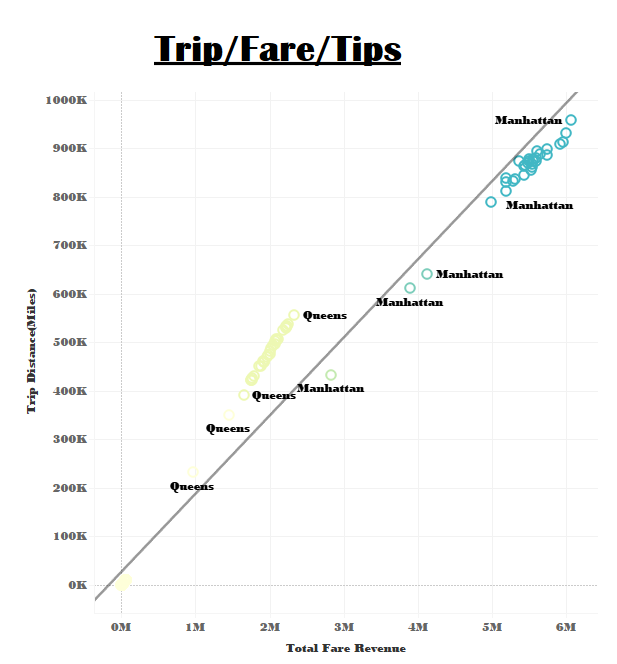 Trip/Fare/Tips
1000K
Manhattan
900K
800K
Manhattan
700K
Manhattan
600K
Manhattan
Queens
500K
400K
Manhattan
Queens
300K
Queens
200K
Queens
100K
0K
0M
1M
2M
3M
4M
5M
6M
Trip Distance(Miles)
Total Fare Revenue